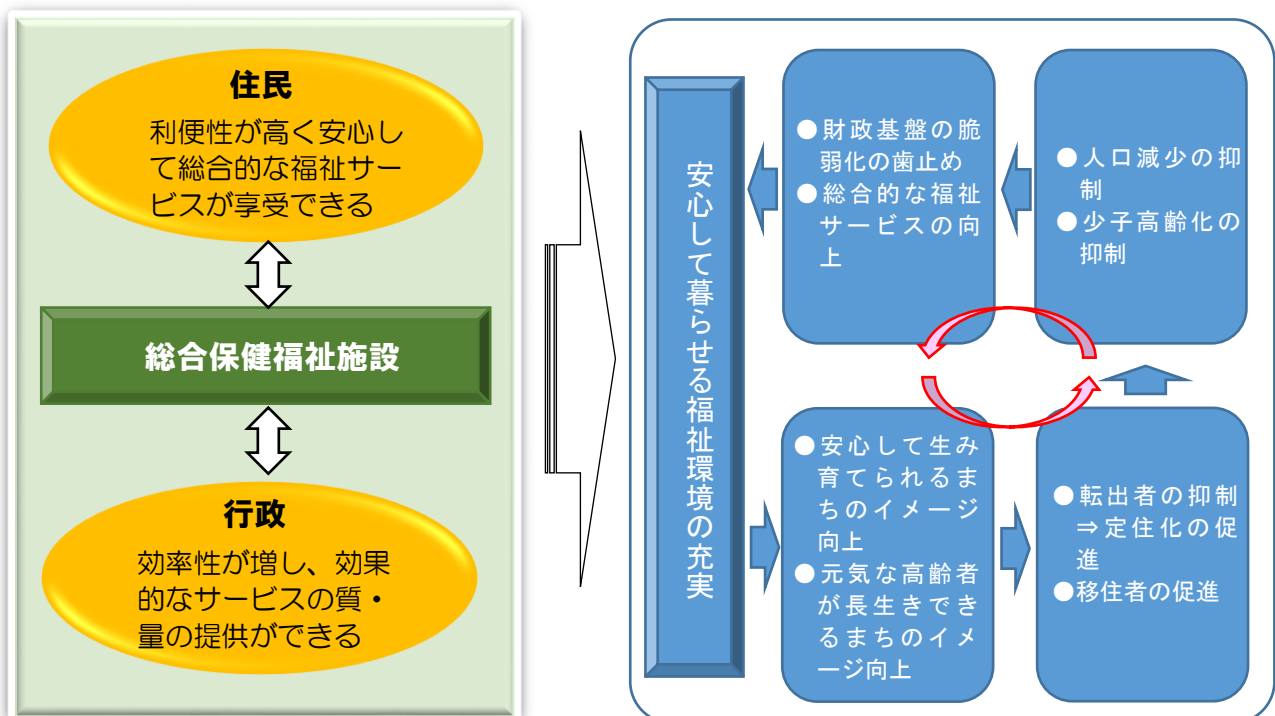 住民
利便性が高く安心し
て総合的な福祉サー
ビスが享受できる
総合保健福祉施設
行政
効率性が増し、効果
的なサービスの質・
量の提供ができる
安心して暮らせる福祉環境の充実
●財政基盤の脆
弱化の歯止め
●総合的な福祉
サービスの向
上
●人口減少の抑
制
●少子高齢化の
抑制
●安心して生み
育てられるま
ちのイメージ
向上
●元気な高齢者
が長生きでき
るまちのイメ
ージ向上
●転出者の抑制
⇒定住化の促
進
●移住者の促進